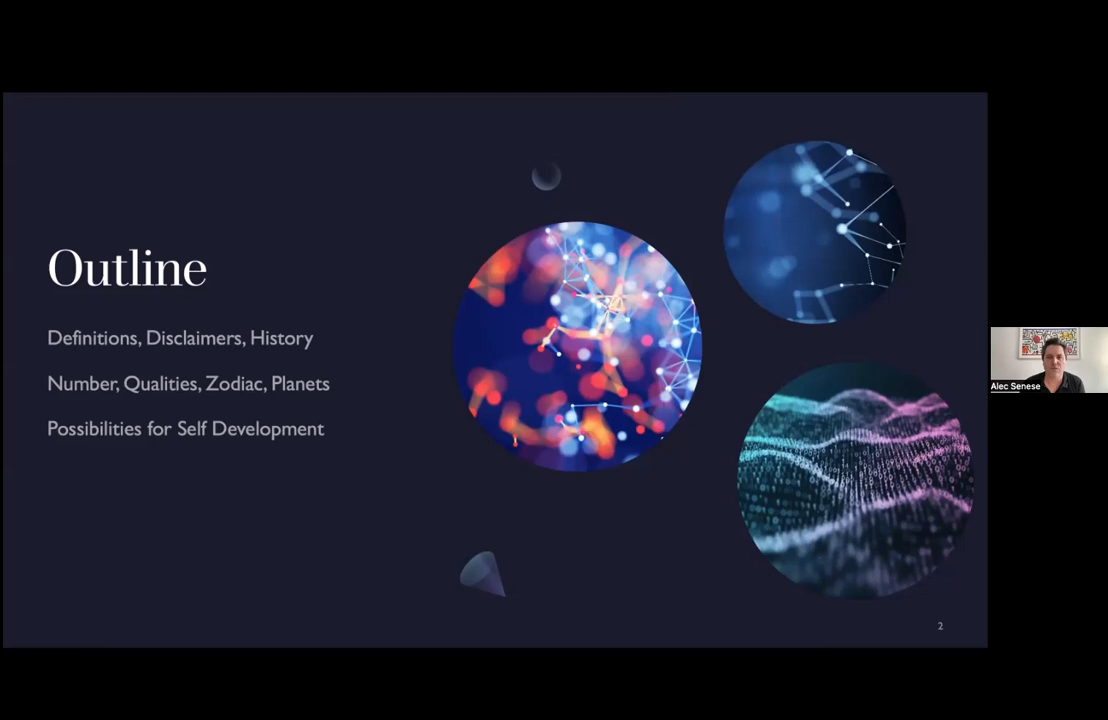 Outline
Definitions, Disclaimers, History
Number, Qualities, Zodiac, Planets
Possibilities for Self Development
Alec Senese
2